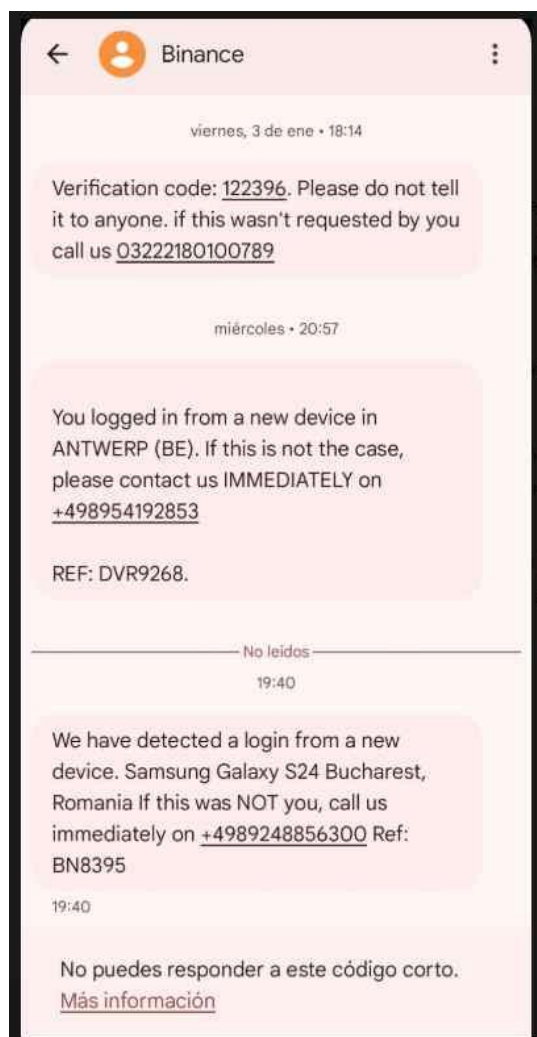 Binance
viernes, 3 de ene • 18:14
Verification code: 122396. Please do not tell
it to anyone. if this wasn't requested by you
call us 03222180100789
miércoles • 20:57
You logged in from a new device in
ANTWERP (BE). If this is not the case,
please contact us IMMEDIATELY on
+498954192853
REF: DVR9268.
No leídos
19:40
We have detected a login from a new
device. Samsung Galaxy S24 Bucharest,
Romania If this was NOT you, call us
immediately on +4989248856300 Ref:
BN8395
19:40
No puedes responder a este código corto.
Más información